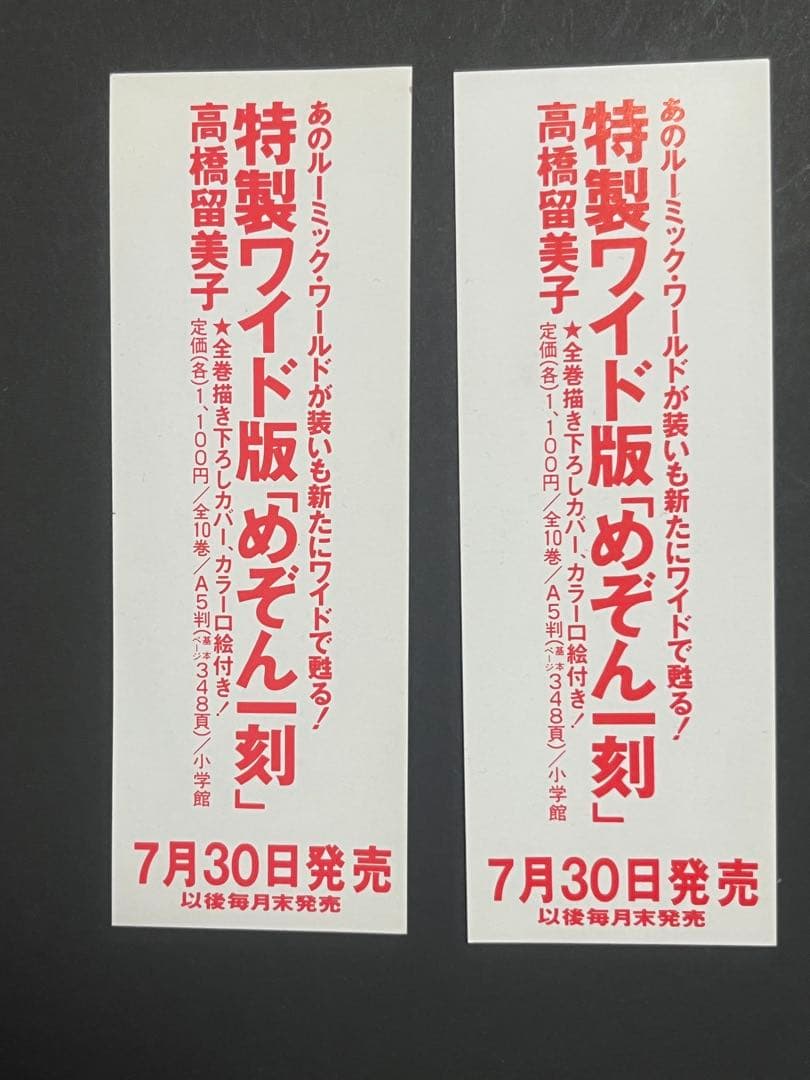 あのルーミック・ワールドが装いも新たにワイドで甦る!
特製ワイド版「めぞん一刻」
高橋留美子
★全巻描き下ろしカバー、カラー口絵付き!
定価(各)1,100円/全10巻/A5判(基本348頁ページ)/小学館
7月30日発売
以後毎月末発売
あのルーミック・ワールドが装いも新たにワイドで甦る!
特製ワイド版「めぞん一刻」
高橋留美子
★全巻描き下ろしカバー、カラー口絵付き!
定価(各)1,100円/全10巻/A5判(基本348頁ページ)/小学館
7月30日発売
以後毎月末発売